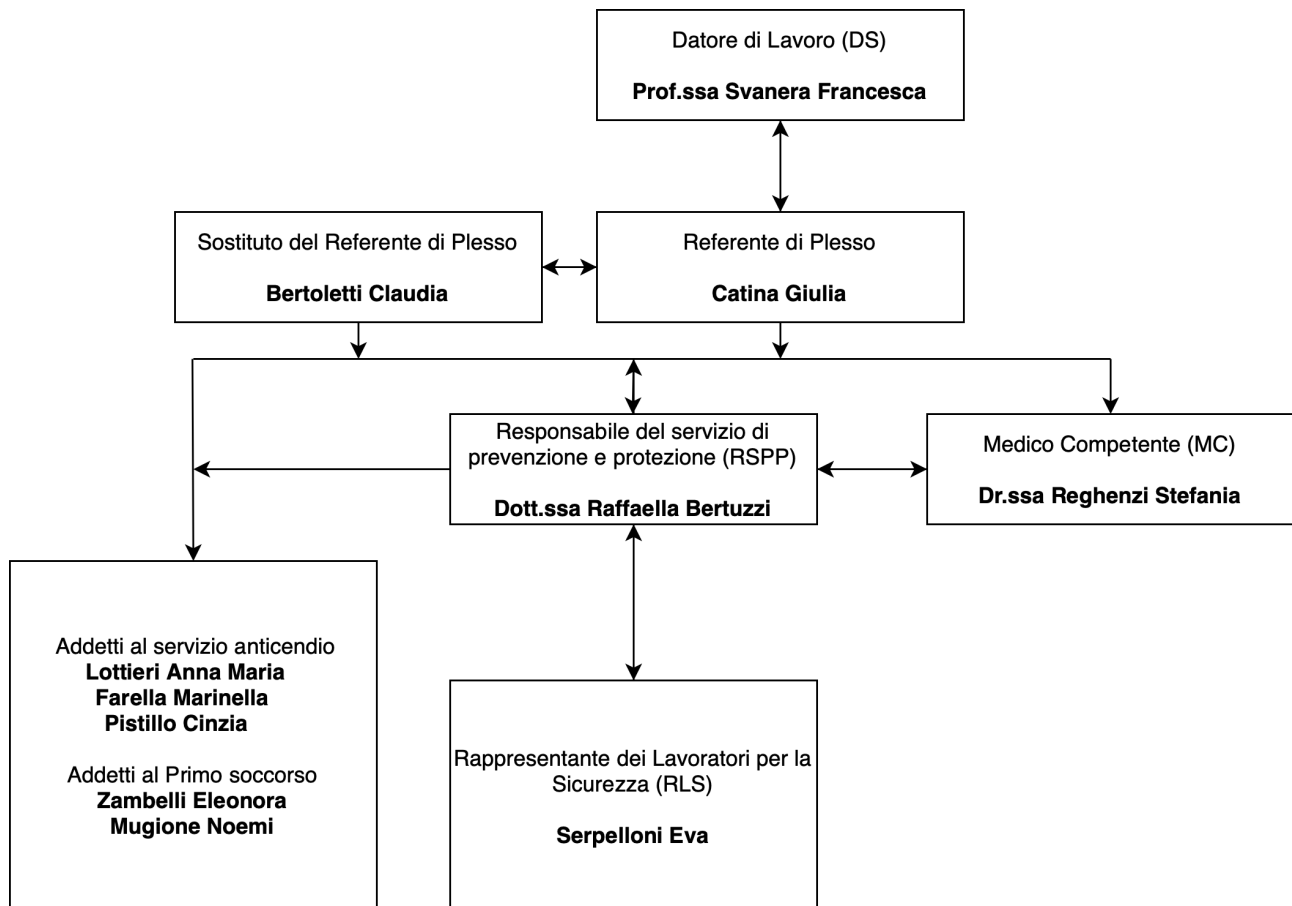 Datore di Lavoro (DS)
Prof.ssa Svanera Francesca
Sostituto del Referente di Plesso
Bertoletti Claudia
Referente di Plesso
Catina Giulia
Responsabile del servizio di
prevenzione e protezione (RSPP)
Dott.ssa Raffaella Bertuzzi
Medico Competente (MC)
Dr.ssa Reghenzi Stefania
Addetti al servizio anticendio
Lottieri Anna Maria
Farella Marinella
Pistillo Cinzia
Addetti al Primo soccorso
Zambelli Eleonora
Mugione Noemi
Rappresentante dei Lavoratori per la
Sicurezza (RLS)
Serpelloni Eva